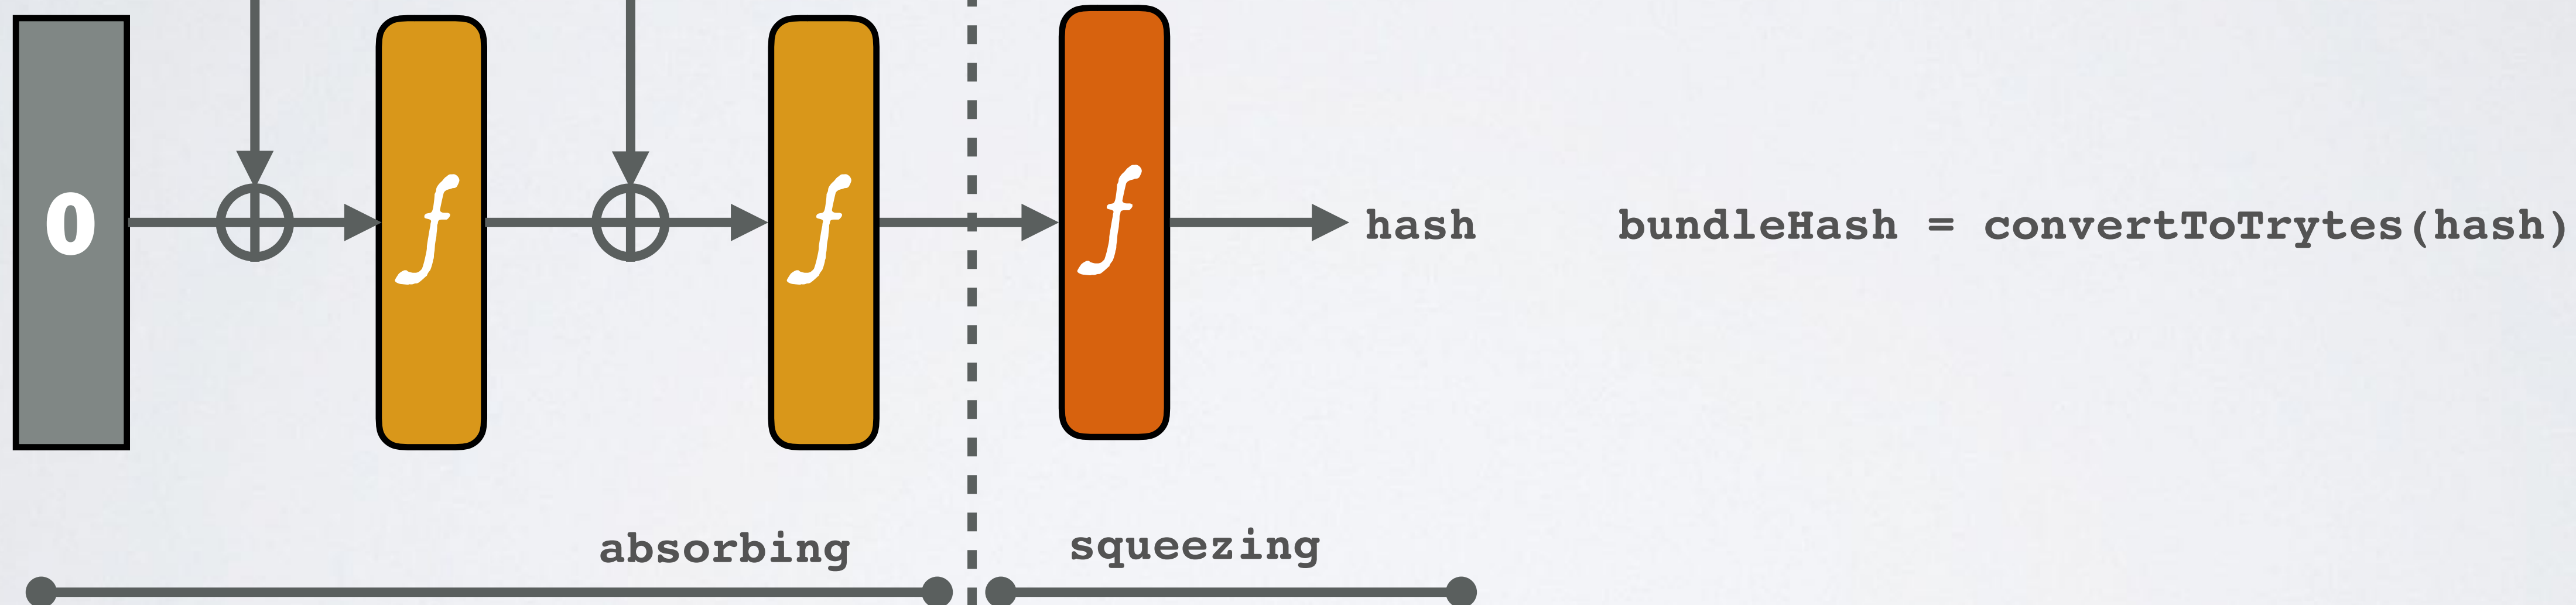 0
f
f
f
hash
bundleHash = convertToTrytes(hash)
absorbing
squeezing